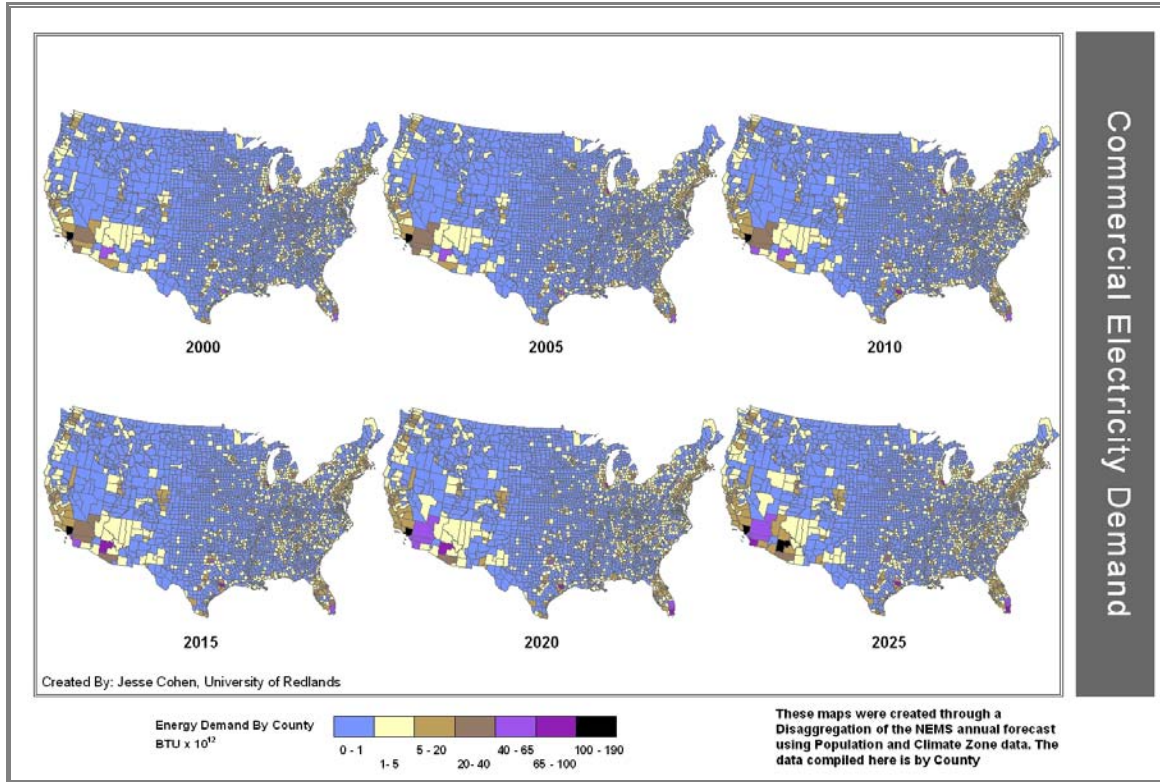 Commercial Electricity Demand
2000
2005
2010
2015
2020
2025
Created By: Jesse Cohen, University of Redlands
Energy Demand By County
BTU x 10¹²
0 - 1
1- 5
5 - 20
20- 40
40 - 65
65 - 100
100 - 190
These maps were created through a
Disaggregation of the NEMS annual forecast
using Population and Climate Zone data. The
data compiled here is by County